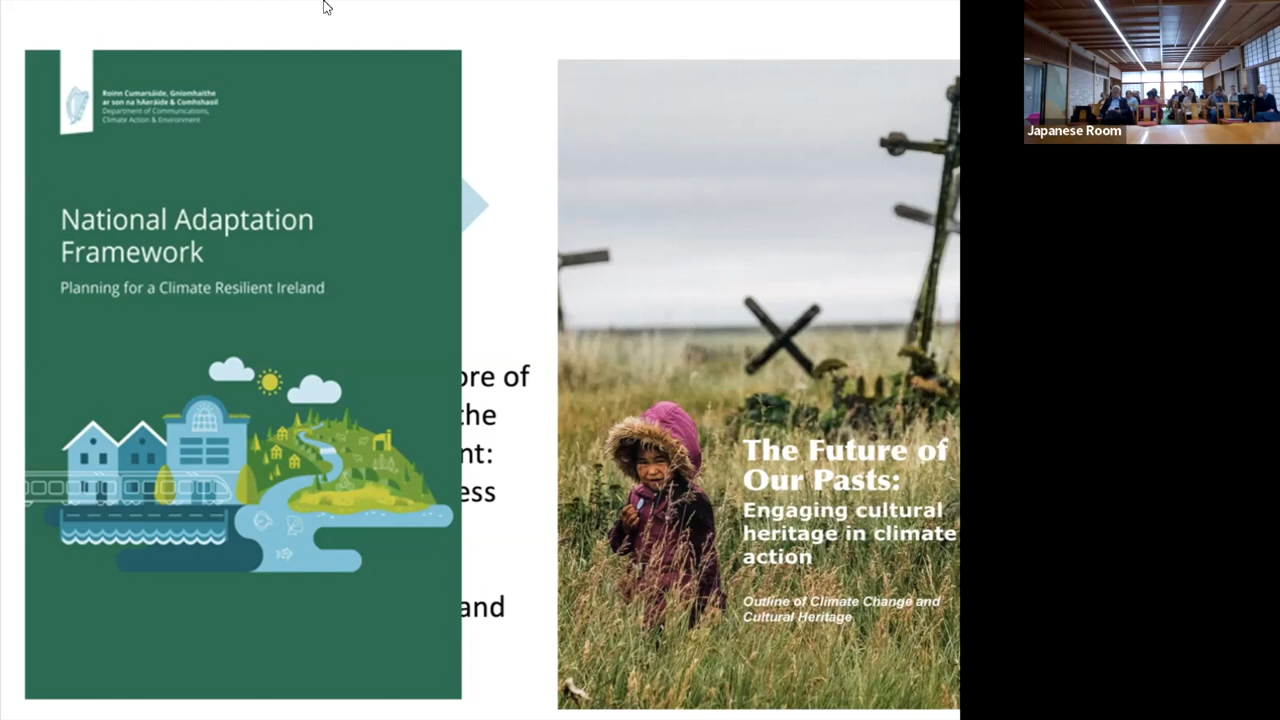 Roinn Cumarsáide, Gníomhaithe
ar son na hAeráide & Comhshaoil
Department of Communications,
Climate Action & Environment
National Adaptation
Framework
Planning for a Climate Resilient Ireland
ore of
the
nt:
ess
and
The Future of
Our Pasts:
Engaging cultural
heritage in climate
action
Outline of Climate Change and
Cultural Heritage
Japanese Room